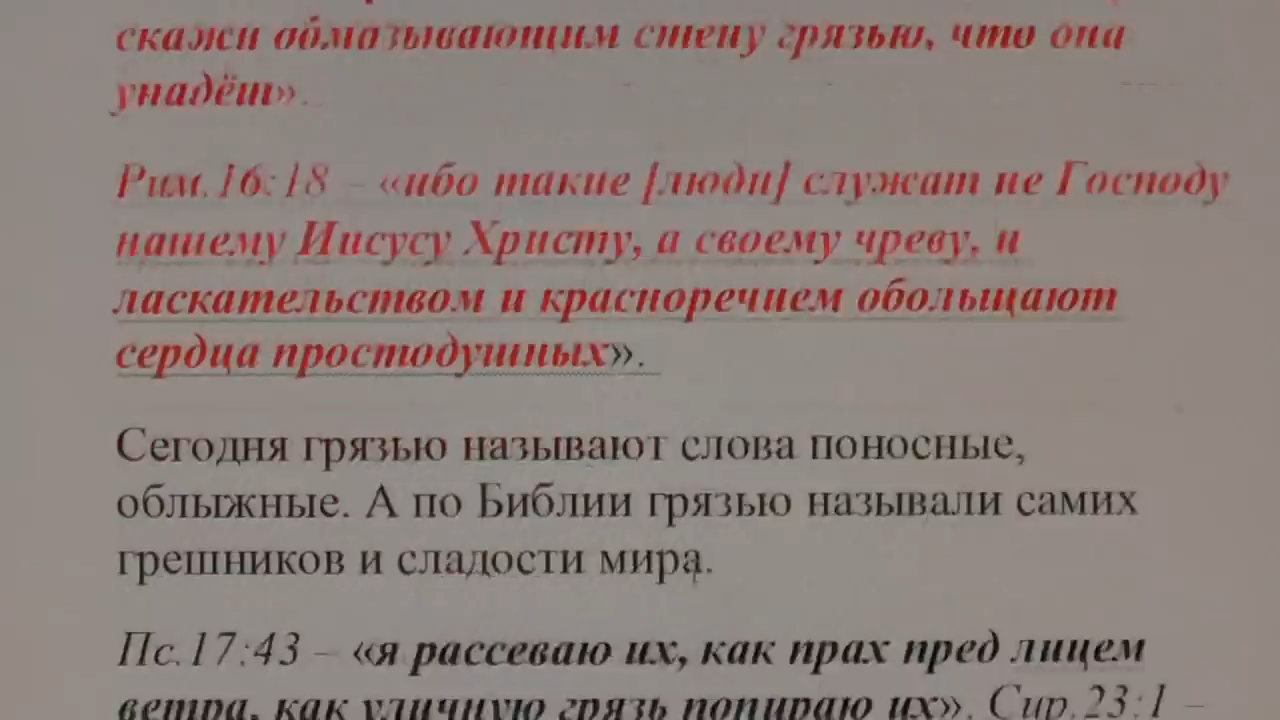 скажи обмазывающим стену грязью, что она
упадёт».
Рим.16:18 – «ибо такие [люди] служат не Господу
нашему Иисусу Христу, а своему чреву, и
ласкательством и красноречием обольщают
сердца простодушных».
Сегодня грязью называют слова поносные,
облыжные. А по Библии грязью называли самих
грешников и сладости мира.
Пс.17:43 – «я рассеваю их, как прах пред лицем
ветра, как уличную грязь попираю их». Сир.23:1 –